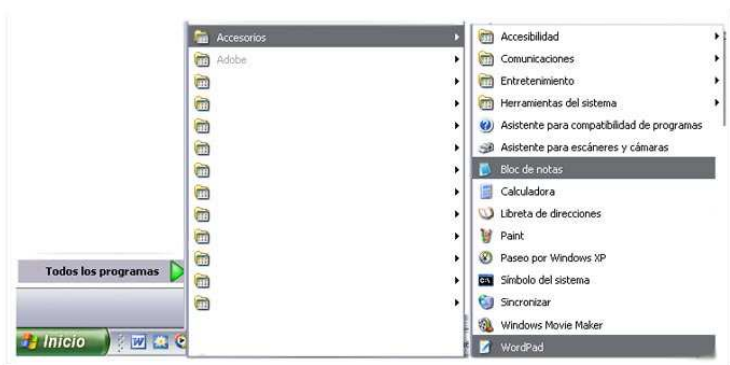 Accesorios
Adobe
Todos los programas
Inicio
Accesibilidad
Comunicaciones
Entretenimiento
Herramientas del sistema
Asistente para compatibilidad de programas
Asistente para escáneres y cámaras
Bloc de notas
Calculadora
Libreta de direcciones
Paint
Paseo por Windows XP
Símbolo del sistema
Sincronizar
Windows Movie Maker
WordPad